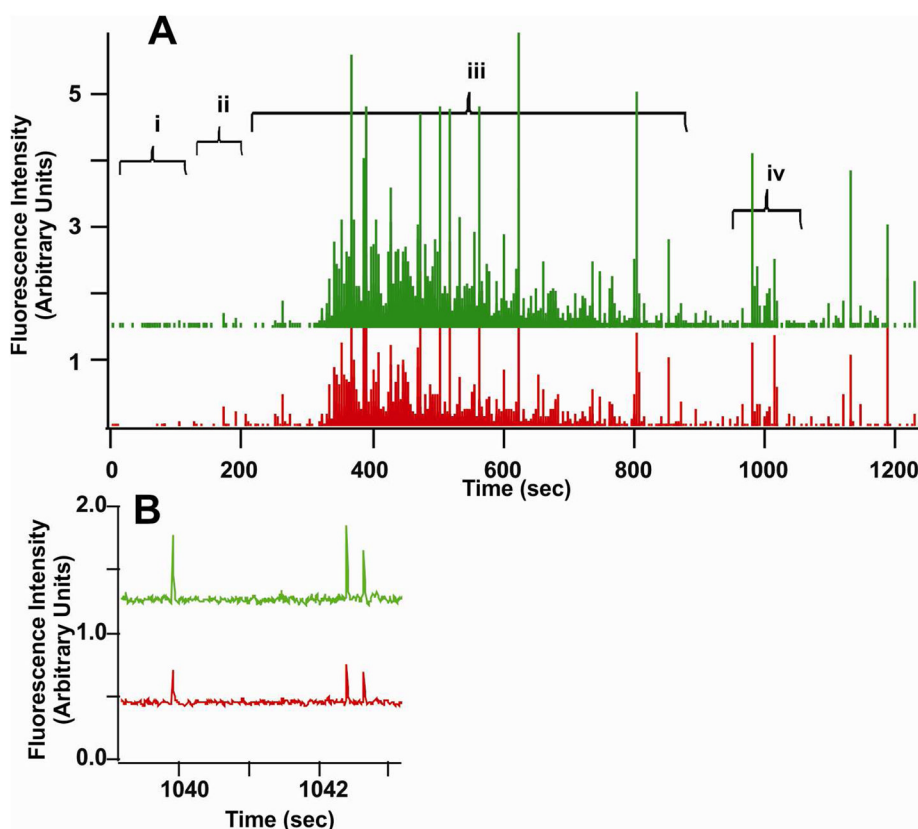 A
i
ii
iii
iv
Fluorescence Intensity
(Arbitrary Units)
5
3
1
0 200 400 600 800 1000 1200
Time (sec)
B
Fluorescence Intensity
(Arbitrary Units)
2.0
1.0
0.0
1040 1042
Time (sec)